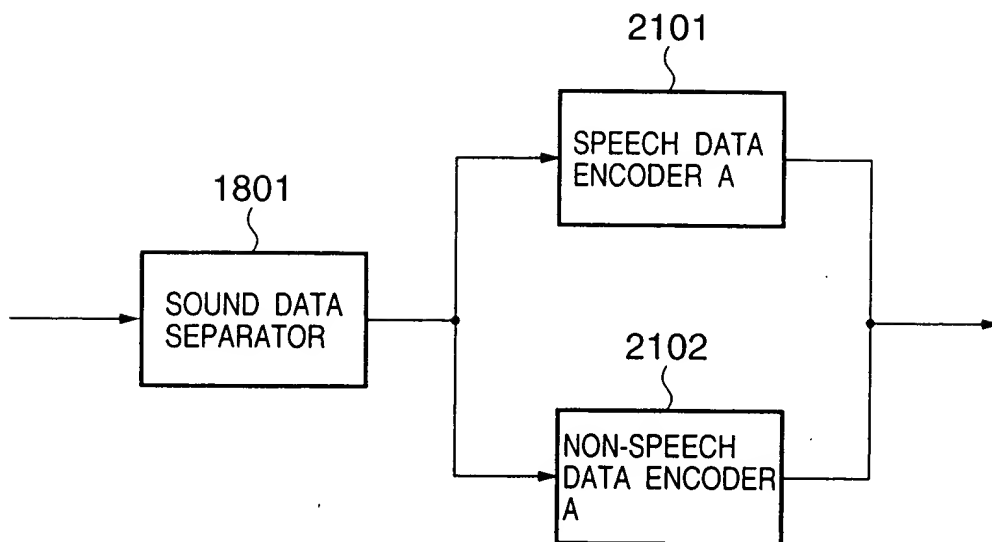 2101
SPEECH DATA
ENCODER A
1801
SOUND DATA
SEPARATOR
2102
NON-SPEECH
DATA ENCODER
A